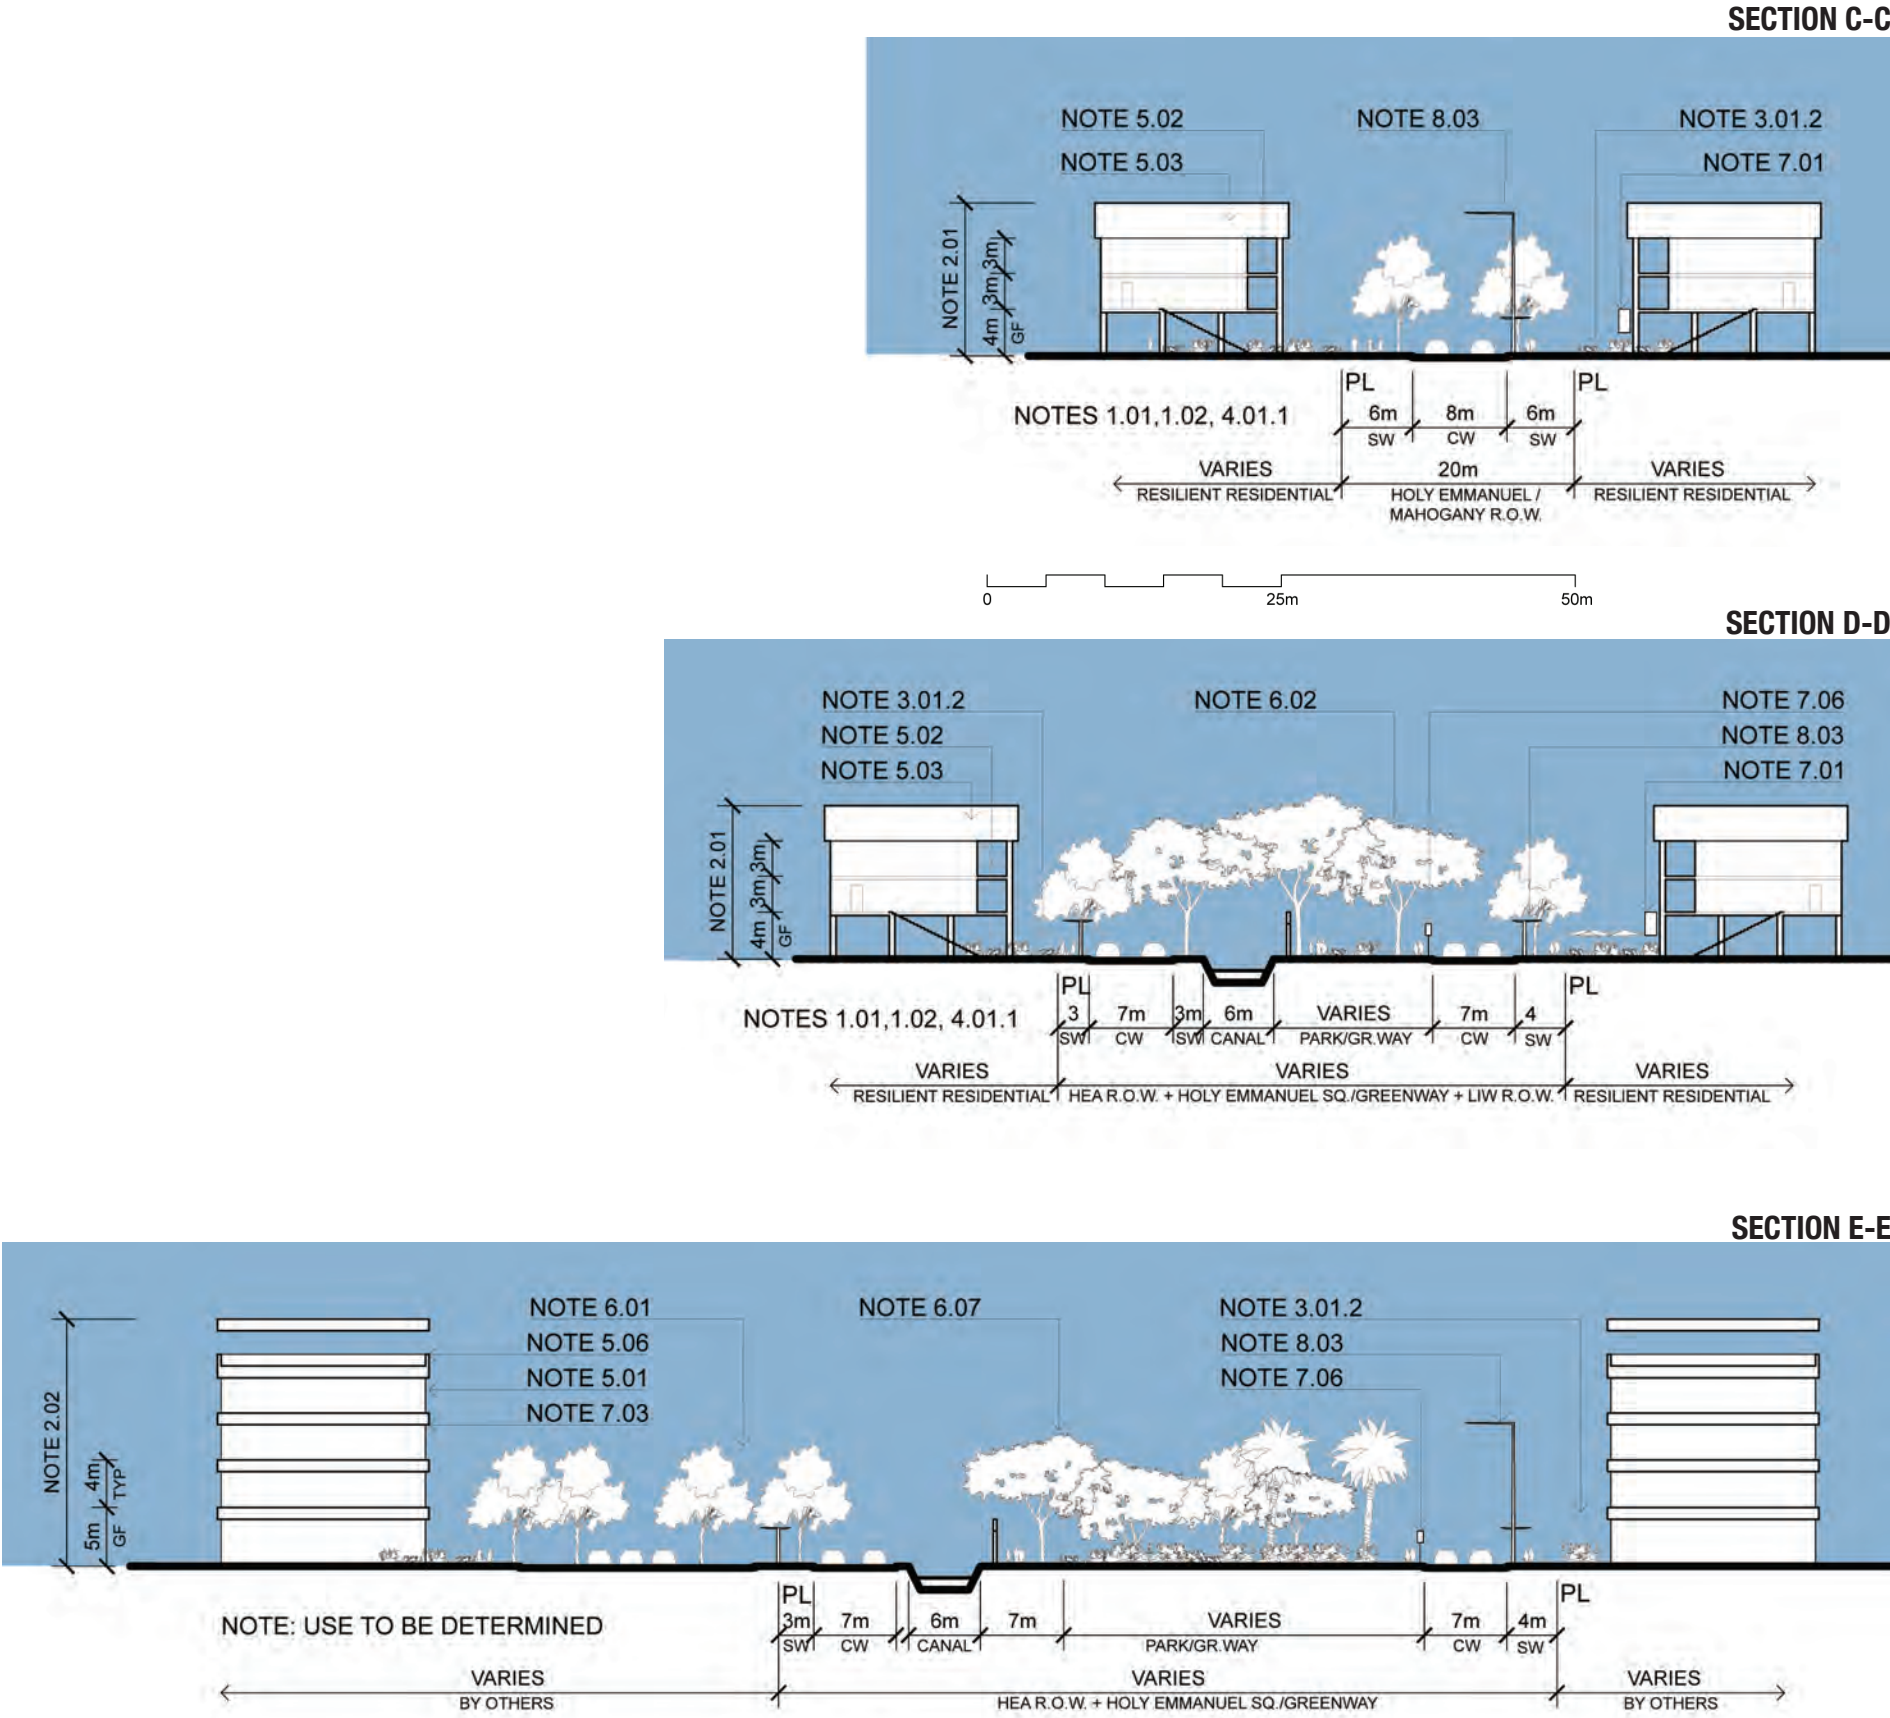 SECTION C-C
NOTE 5.02
NOTE 8.03
NOTE 3.01.2
NOTE 5.03
NOTE 7.01
NOTE 2.01
3m
3m
4m
GF
PL
PL
NOTES 1.01,1.02, 4.01.1
6m
8m
6m
SW
CW
SW
VARIES
20m
VARIES
RESILIENT RESIDENTIAL
HOLY EMMANUEL /
MAHOGANY R.O.W.
RESILIENT RESIDENTIAL
0
25m
50m
SECTION D-D
NOTE 3.01.2
NOTE 6.02
NOTE 7.06
NOTE 5.02
NOTE 8.03
NOTE 5.03
NOTE 7.01
NOTE 2.01
3m
3m
4m
GF
PL
PL
NOTES 1.01,1.02, 4.01.1
3
7m
3m
6m
VARIES
7m
4
SW
CW
SW
CANAL
PARK/GR.WAY
CW
SW
VARIES
VARIES
VARIES
RESILIENT RESIDENTIAL
HEA R.O.W. + HOLY EMMANUEL SQ./GREENWAY + LIW R.O.W.
RESILIENT RESIDENTIAL
SECTION E-E
NOTE 6.01
NOTE 6.07
NOTE 3.01.2
NOTE 5.06
NOTE 8.03
NOTE 5.01
NOTE 7.06
NOTE 7.03
NOTE 2.02
4m
TYP
5m
GF
PL
PL
NOTE: USE TO BE DETERMINED
3m
7m
6m
7m
VARIES
7m
4m
SW
CW
CANAL
PARK/GR.WAY
CW
SW
VARIES
VARIES
VARIES
BY OTHERS
HEA R.O.W. + HOLY EMMANUEL SQ./GREENWAY
BY OTHERS